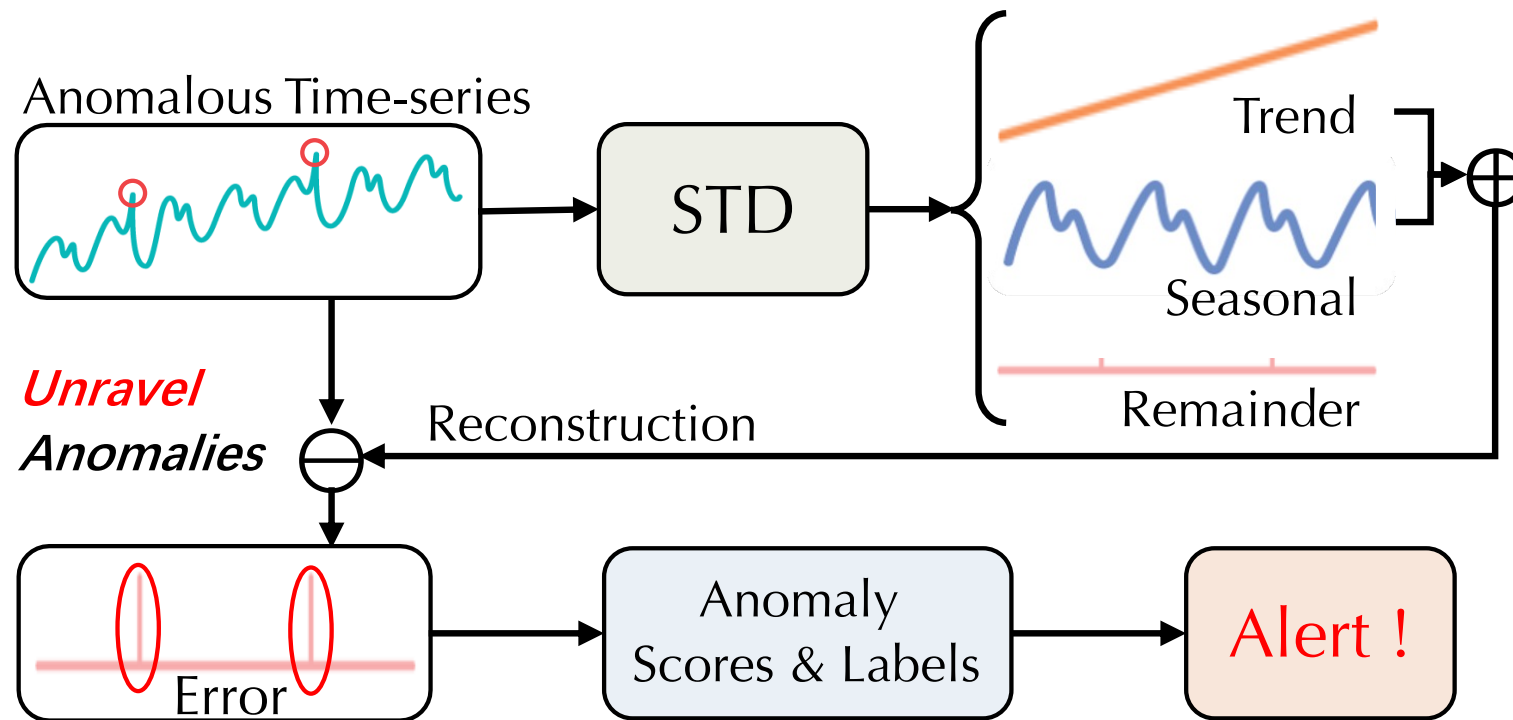 Anomalous Time-series
STD
Trend
Seasonal
Remainder
Unravel
Anomalies
Reconstruction
Error
Anomaly
Scores & Labels
Alert !